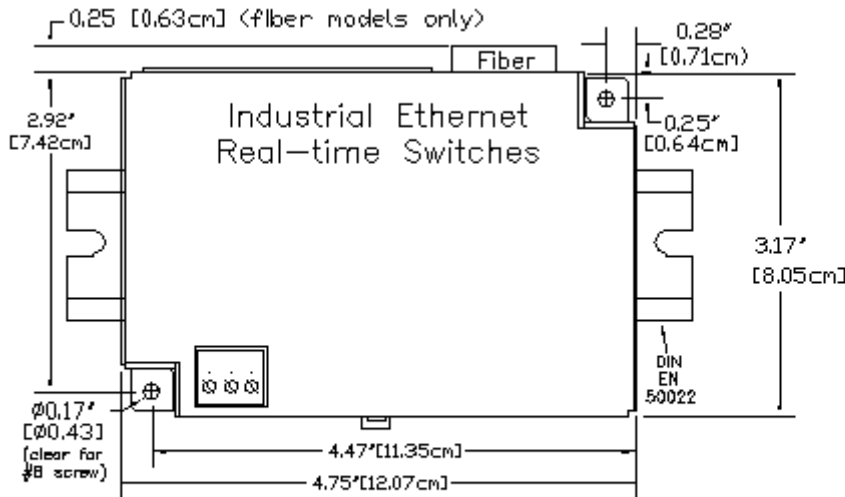 0.25 [0.63cm] (fiber models only)
0.28"
[0.71cm)
Fiber
2.92"
[7.42cm]
Industrial Ethernet
Real-time Switches
0.25"
[0.64cm]
3.17"
[8.05cm]
DIN
EN
50022
Ø0.17"
[Ø0.43]
(clear for
#8 screw)
4.47"[11.35cm]
4.75"[12.07cm]